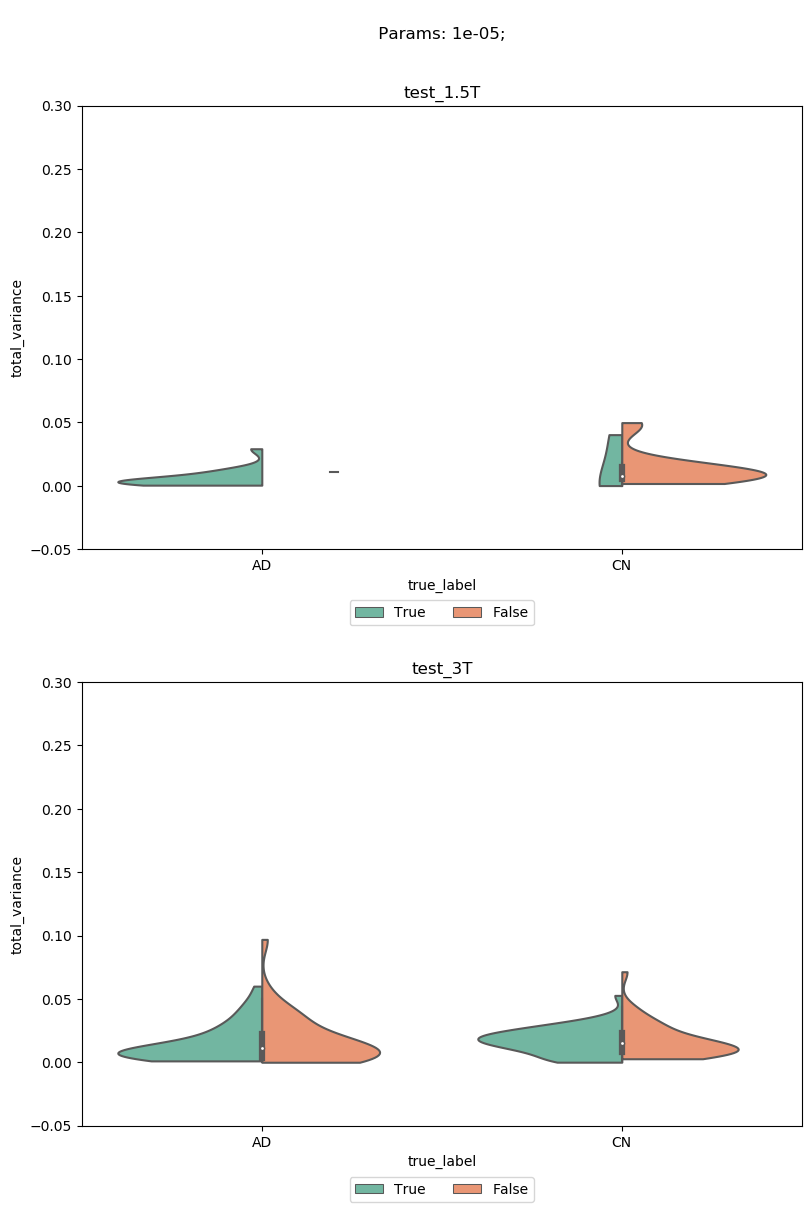 Params: 1e-05;
test_1.5T
0.30
0.25
0.20
0.15
0.10
0.05
0.00
−0.05
total_variance
AD CN
true_label
True False
test_3T
0.30
0.25
0.20
0.15
0.10
0.05
0.00
−0.05
total_variance
AD CN
true_label
True False